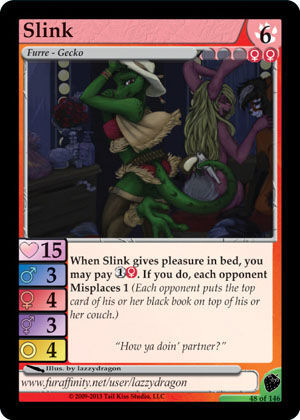 Slink
6
Furre - Gecko
15
3
4
3
4
When Slink gives pleasure in bed, you
may pay 1♀. If you do, each opponent
Misplaces 1 (Each opponent puts the
top card of his or her black book on top of his or
her couch.)
"How ya doin' partner?"
Illus. by lazzydragon
www.furaffinity.net/user/lazzydragon
© 2009-2013 Tail Kiss Studio, LLC
48 of 146